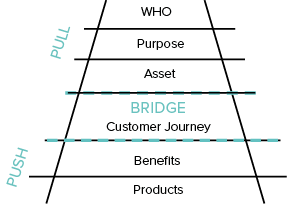 WHO
PULL
Purpose
Asset
BRIDGE
Customer Journey
PUSH
Benefits
Products